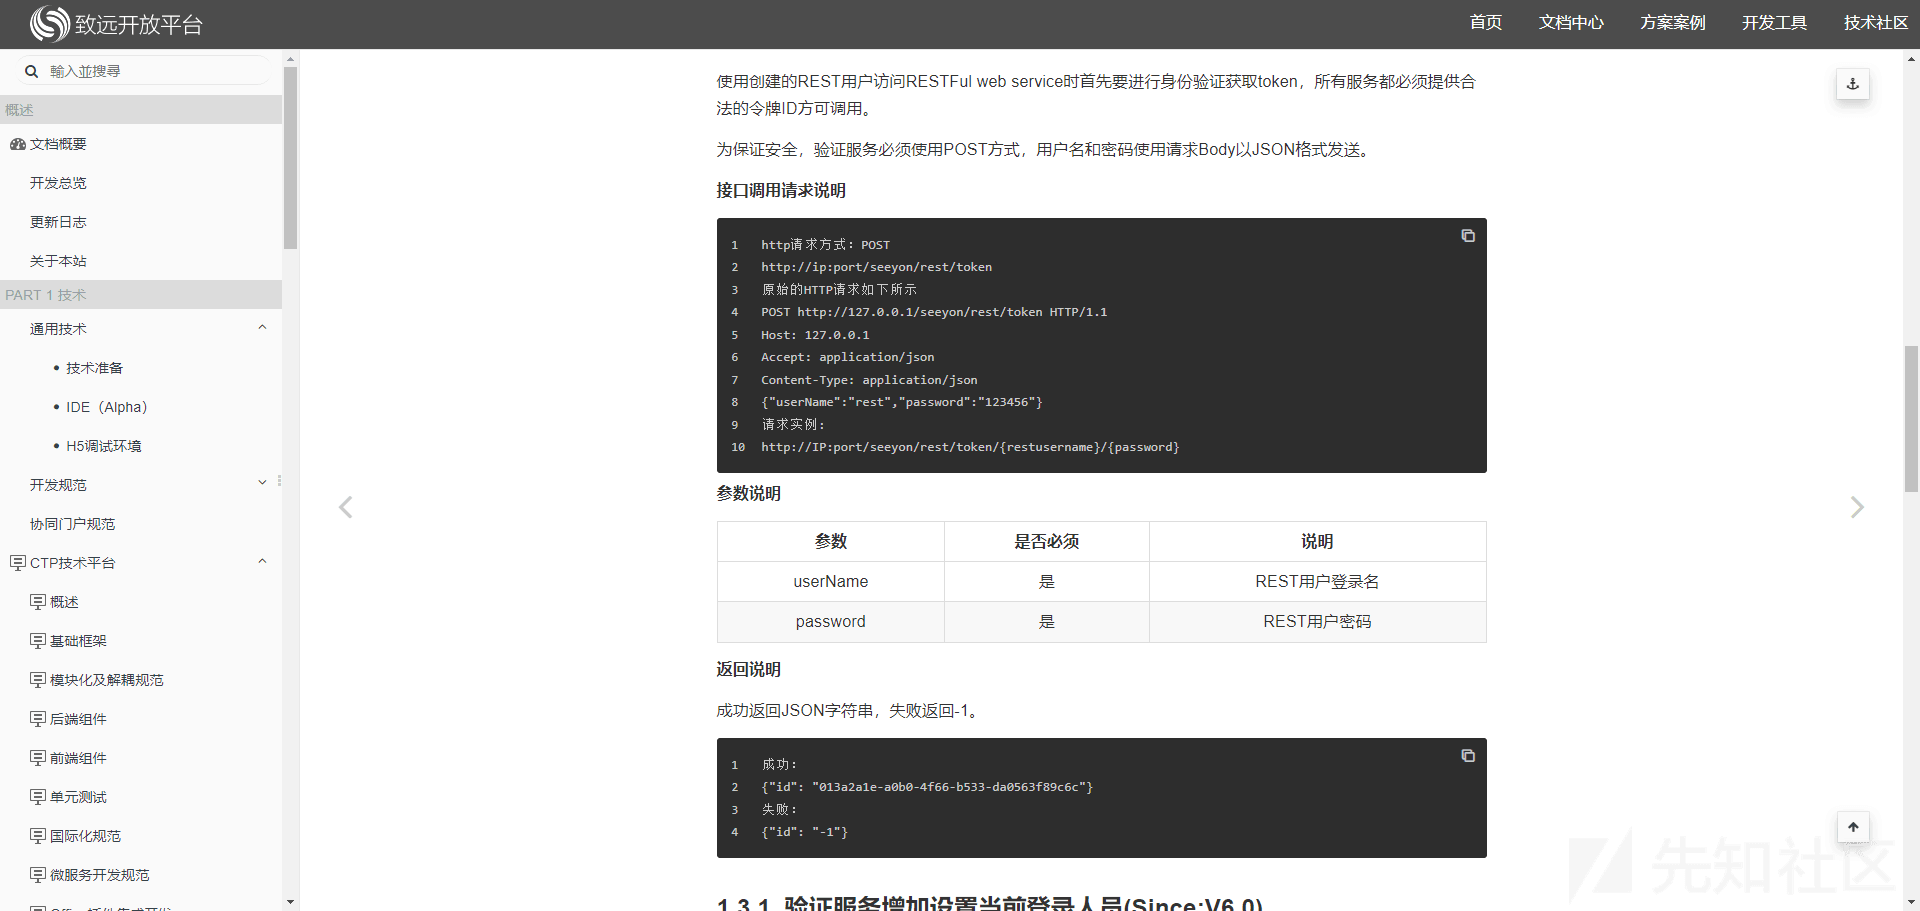 致远开放平台
首页 文档中心 方案案例 开发工具 技术社区
輸入並搜尋
概述
文档概要
开发总览
更新日志
关于本站
PART 1 技术
通用技术
技术准备
IDE（Alpha）
H5调试环境
开发规范
协同门户规范
CTP技术平台
概述
基础框架
模块化及解耦规范
后端组件
前端组件
单元测试
国际化规范
微服务开发规范
使用创建的REST用户访问RESTFul web service时首先要进行身份验证获取token，所有服务都必须提供合
法的令牌ID方可调用。
为保证安全，验证服务必须使用POST方式，用户名和密码使用请求Body以JSON格式发送。
接口调用请求说明
1 http请求方式: POST
2 http://ip:port/seeyon/rest/token
3 原始的HTTP请求如下所示
4 POST http://127.0.0.1/seeyon/rest/token HTTP/1.1
5 Host: 127.0.0.1
6 Accept: application/json
7 Content-Type: application/json
8 {"userName":"rest","password":"123456"}
9 请求实例:
10 http://IP:port/seeyon/rest/token/{restusername}/{password}
参数说明
参数 是否必须 说明
userName 是 REST用户登录名
password 是 REST用户密码
返回说明
成功返回JSON字符串，失败返回-1。
1 成功:
2 {"id": "013a2a1e-a0b0-4f66-b533-da0563f89c6c"}
3 失败:
4 {"id": "-1"}
1.3.1. 验证服务增加设置当前登录人员(Since:V6.0)
先知社区